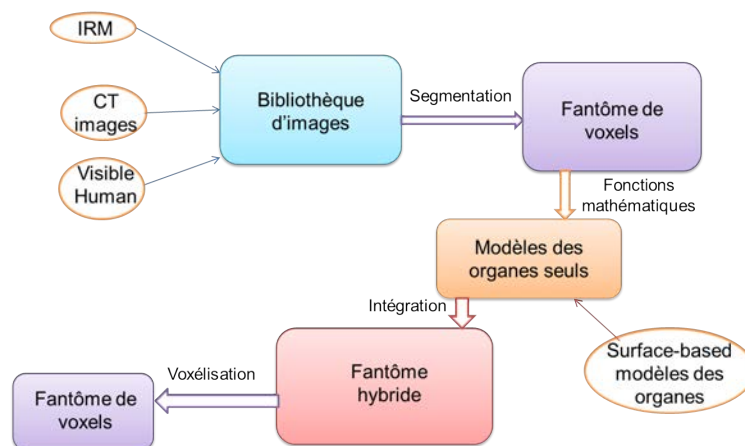 IRM
CT
images
Visible
Human
Bibliothèque
d'images
Segmentation
Fantôme de
voxels
Fonctions
mathématiques
Modèles des
organes seuls
Intégration
Surface-based
modèles des
organes
Fantôme
hybride
Voxélisation
Fantôme de
voxels